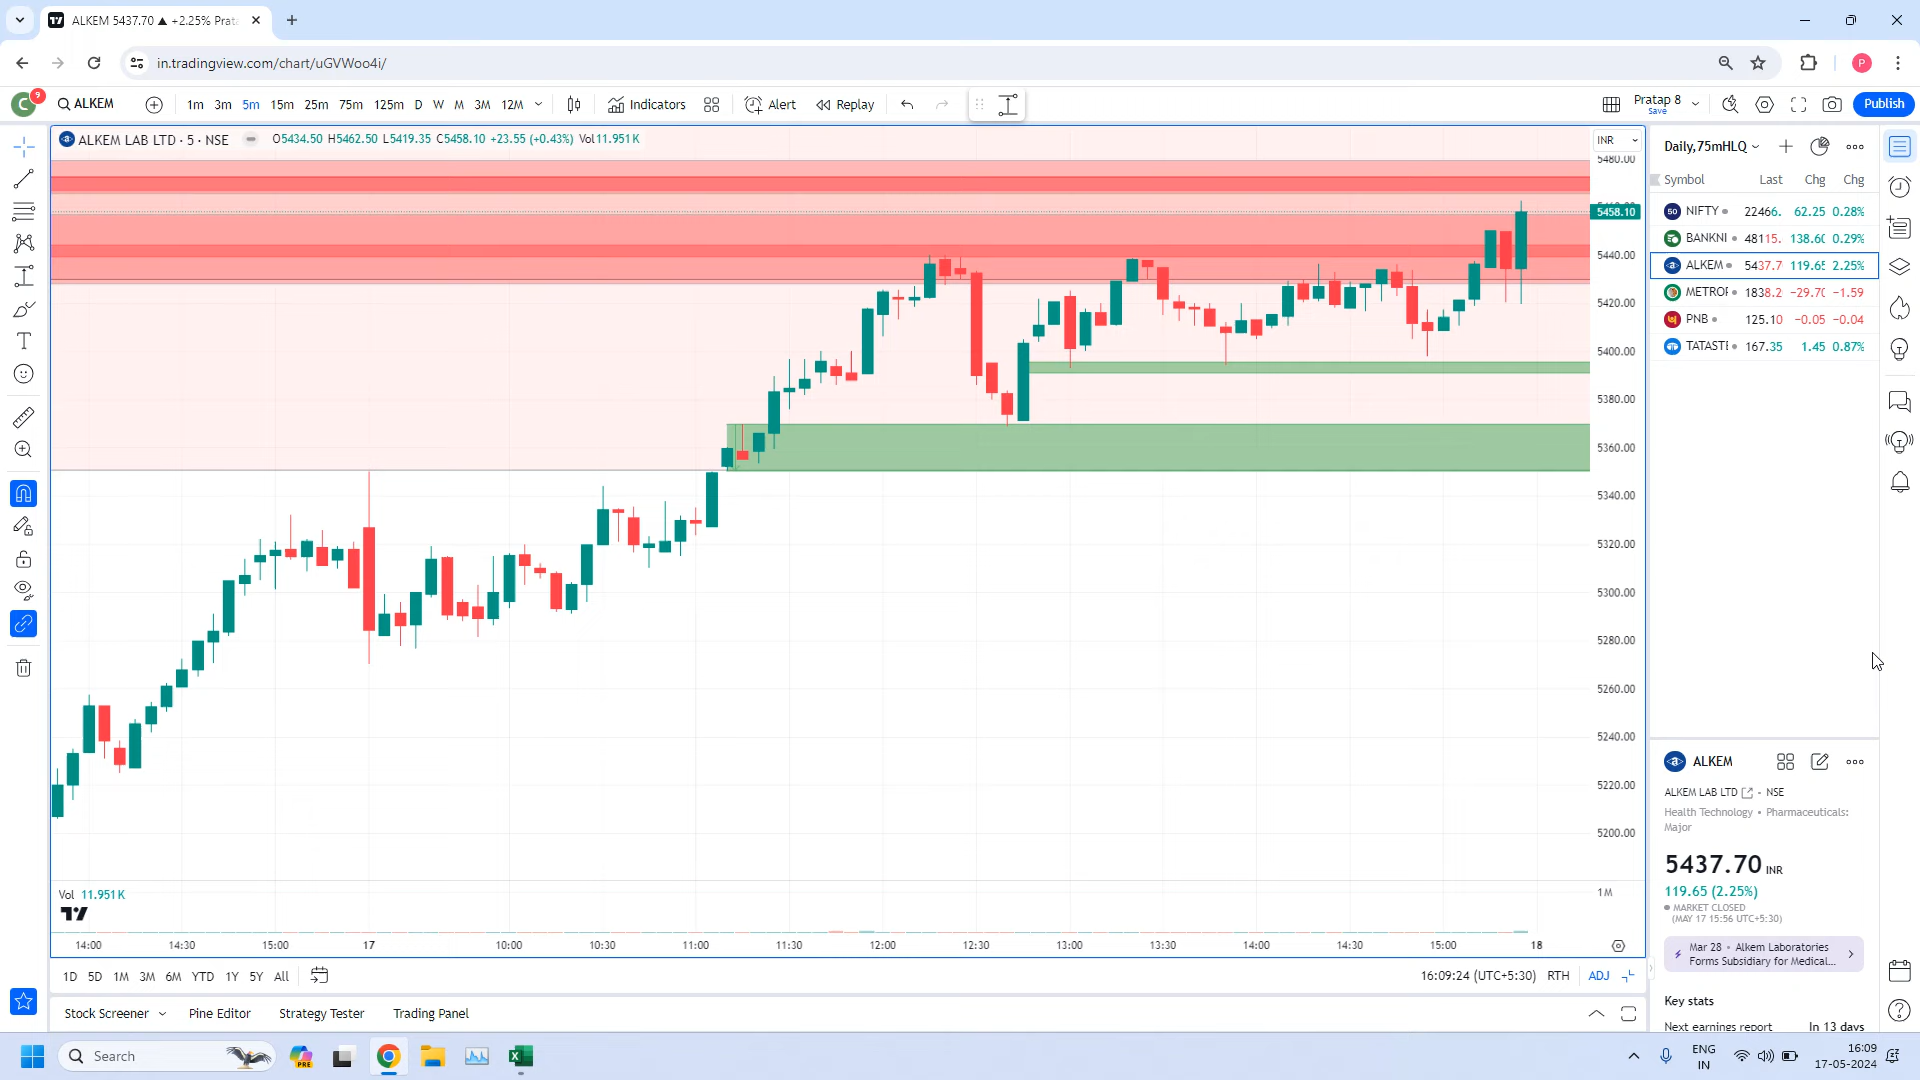 ALKEM 5437.70 ▲ +2.25% Prata
in.tradingview.com/chart/uGVWoo4i/
P
C 9 ALKEM 1m 3m 5m 15m 25m 75m 125m D W M 3M 12M Indicators Alert Replay Pratap 8 Save Publish
ALKEM LAB LTD · 5 · NSE O5434.50 H5462.50 L5419.35 C5458.10 +23.55 (+0.43%) Vol11.951K
INR
5480.00
5458.10
5440.00
5420.00
5400.00
5380.00
5360.00
5340.00
5320.00
5300.00
5280.00
5260.00
5240.00
5220.00
5200.00
1M
Vol 11.951K
14:00 14:30 15:00 17 10:00 10:30 11:00 11:30 12:00 12:30 13:00 13:30 14:00 14:30 15:00 18
1D 5D 1M 3M 6M YTD 1Y 5Y All
16:09:24 (UTC+5:30) RTH ADJ
Stock Screener Pine Editor Strategy Tester Trading Panel
Daily,75mHLQ
Symbol Last Chg Chg
50 NIFTY 22466. 62.25 0.28%
BANKNI 48115. 138.60 0.29%
ALKEM 5437.7 119.65 2.25%
METROF 1838.2 −29.70 −1.59
PNB 125.10 −0.05 −0.04
TATASTE 167.35 1.45 0.87%
ALKEM
ALKEM LAB LTD • NSE
Health Technology • Pharmaceuticals:
Major
5437.70 INR
119.65 (2.25%)
MARKET CLOSED
(MAY 17 15:56 UTC+5:30)
Mar 28 • Alkem Laboratories
Forms Subsidiary for Medical...
Key stats
Next earnings report In 13 days
Search
PRE
ENG
IN
16:09
17-05-2024